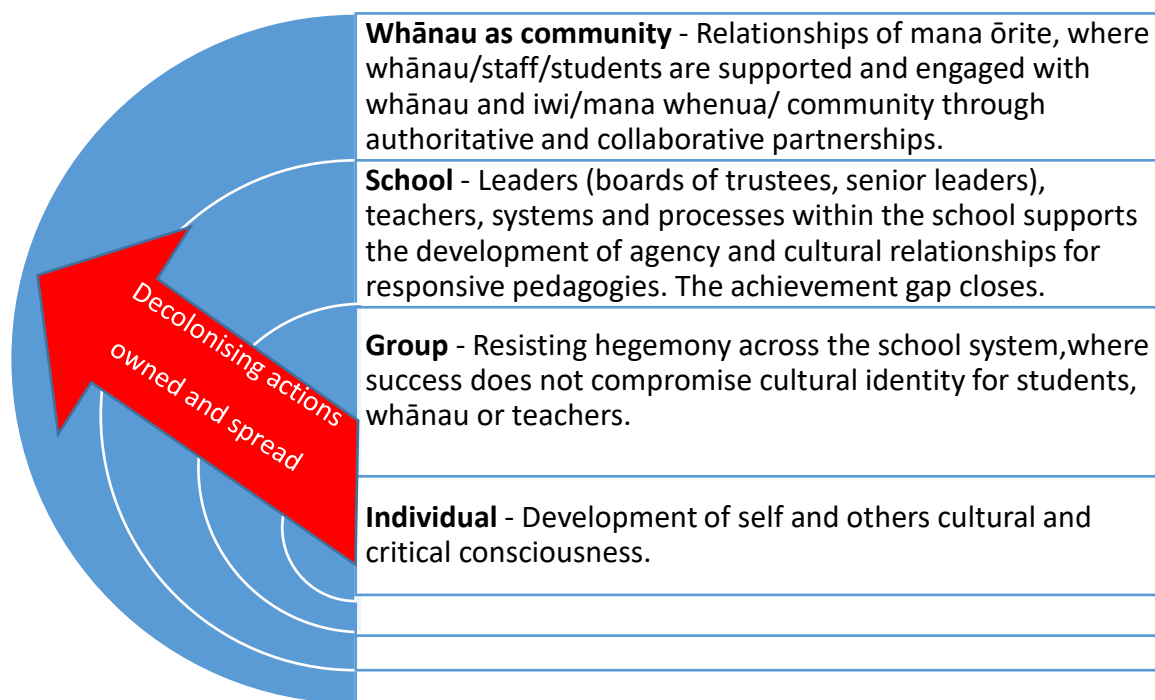 Whānau as community - Relationships of mana ōrite, where
whānau/staff/students are supported and engaged with
whānau and iwi/mana whenua/ community through
authoritative and collaborative partnerships.
School - Leaders (boards of trustees, senior leaders),
teachers, systems and processes within the school supports
the development of agency and cultural relationships for
responsive pedagogies. The achievement gap closes.
Group - Resisting hegemony across the school system,where
success does not compromise cultural identity for students,
whānau or teachers.
Individual - Development of self and others cultural and
critical consciousness.
Decolonising actions
owned and spread